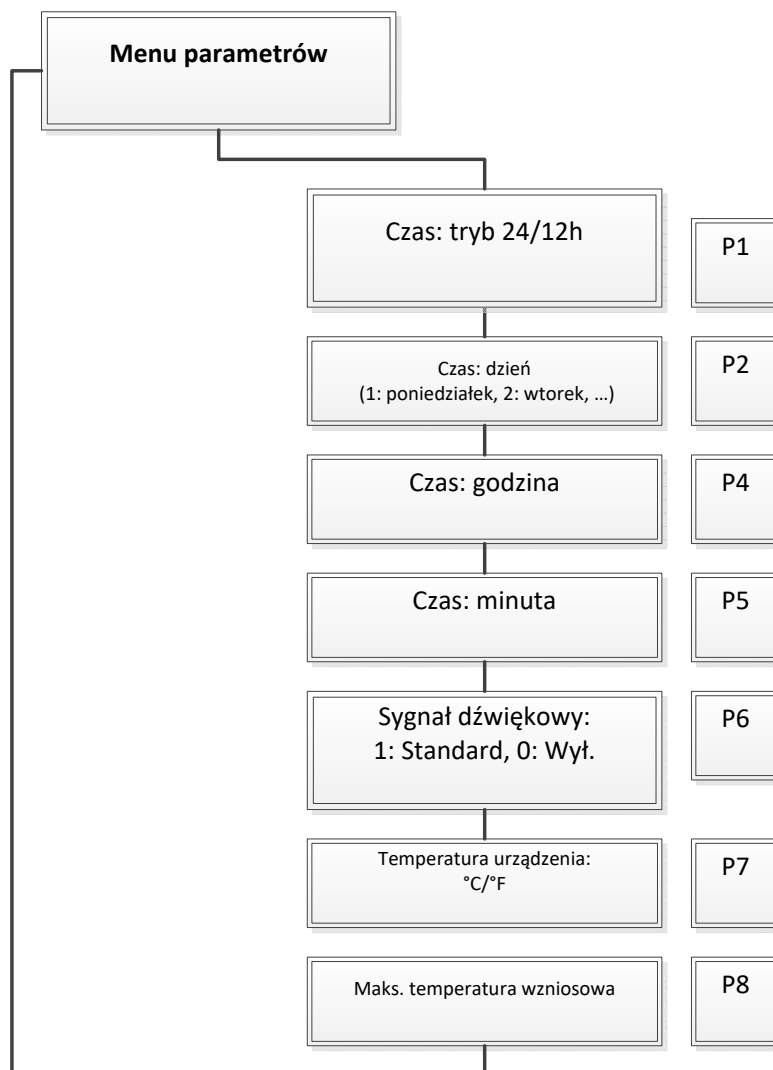 Menu parametrów
Czas: tryb 24/12h
P1
Czas: dzień
(1: poniedziałek, 2: wtorek, ...)
P2
Czas: godzina
P4
Czas: minuta
P5
Sygnał dźwiękowy:
1: Standard, 0: Wył.
P6
Temperatura urządzenia:
°C/°F
P7
Maks. temperatura wzniosowa
P8